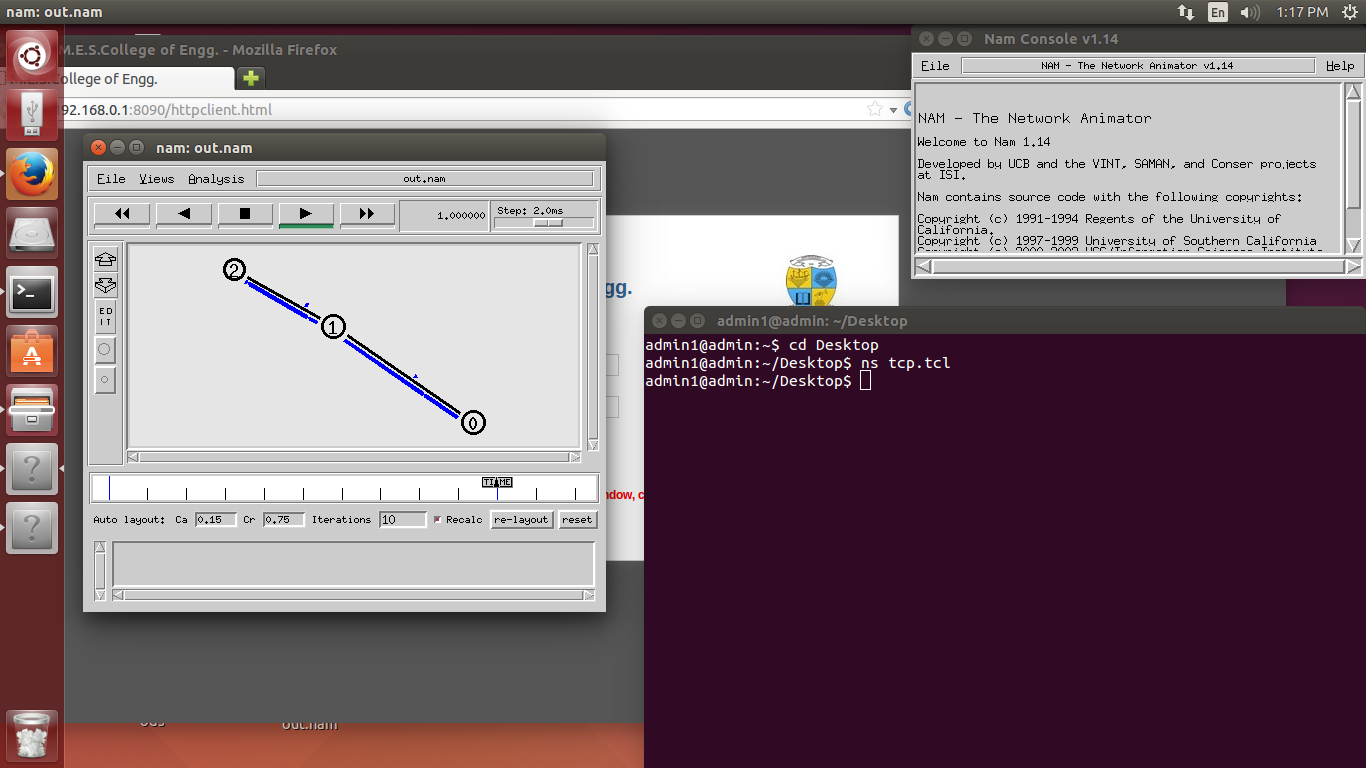 nam: out.nam
En
1:17 PM
M.E.S.College of Engg. - Mozilla Firefox
College of Engg.
92.168.0.1:8090/httpclient.html
Nam Console v1.14
File
NAM - The Network Animator v1.14
Help
NAM - The Network Animator
Welcome to Nam 1.14
Developed by UCB and the VINT, SAMAN, and Conser projects
at ISI.
Nam contains source code with the following copyrights:
Copyright (c) 1991-1994 Regents of the University of
California.
Copyright (c) 1997-1999 University of Southern California
nam: out.nam
File Views Analysis
out.nam
1.000000
Step: 2.0ms
ED
IT
2
1
0
TIME
Auto layout: Ca 0.15 Cr 0.75 Iterations 10 Recalc re-layout reset
gg.
ndow, c
admin1@admin: ~/Desktop
admin1@admin:~$ cd Desktop
admin1@admin:~/Desktop$ ns tcp.tcl
admin1@admin:~/Desktop$
out.nam